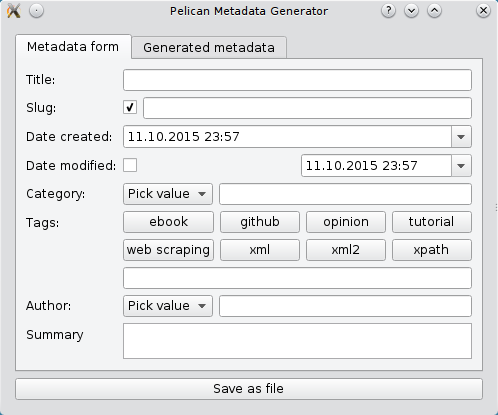 Pelican Metadata Generator
Metadata form Generated metadata
Title:
Slug:
Date created: 11.10.2015 23:57
Date modified: 11.10.2015 23:57
Category: Pick value
Tags: ebook github opinion tutorial
web scraping xml xml2 xpath
Author: Pick value
Summary
Save as file